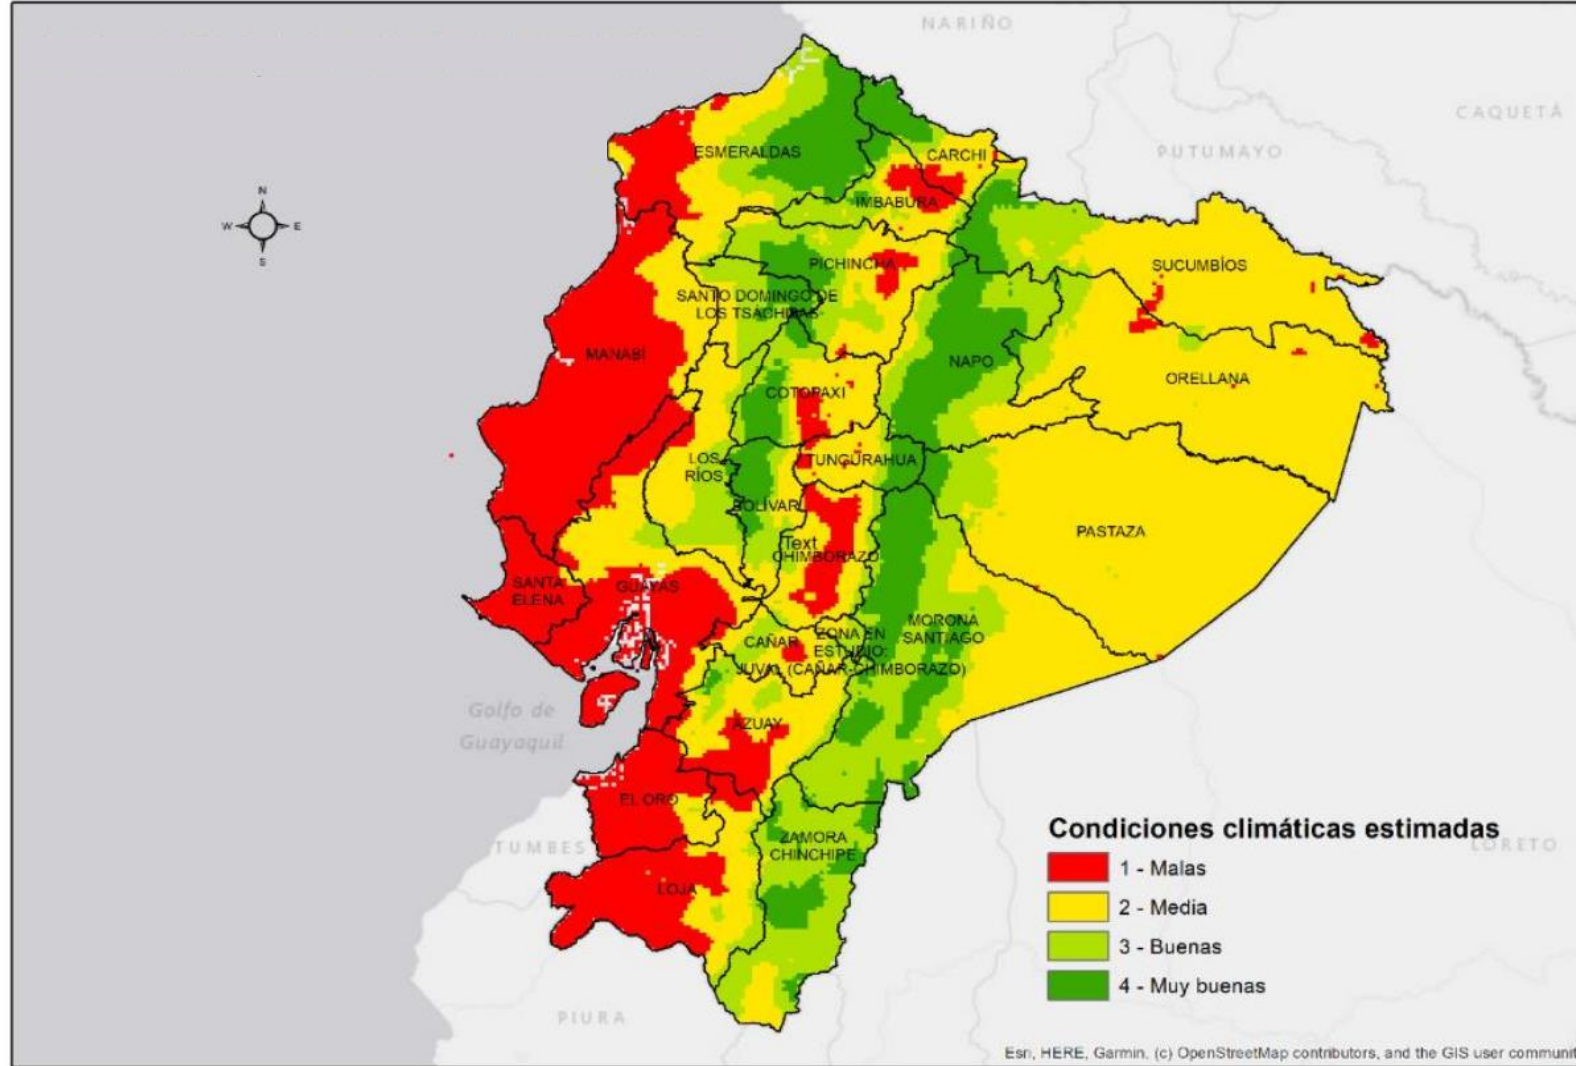 NARIÑO
CAQUETÁ
PUTUMAYO
N
W
E
S
ESMERALDAS
CARCHI
IMBABURA
PICHINCHA
SUCUMBÍOS
SANTO DOMINGO DE
LOS TSÁCHILAS
MANABÍ
NAPO
ORELLANA
COTOPAXI
LOS
RÍOS
TUNGURAHUA
BOLÍVAR
PASTAZA
Text
CHIMBORAZO
SANTA
ELENA
GUAYAS
MORONA
SANTIAGO
CAÑAR
ZONA EN
ESTUDIO:
JUVAL (CAÑAR-CHIMBORAZO)
Golfo de
Guayaquil
AZUAY
EL ORO
TUMBES
ZAMORA
CHINCHIPE
LOJA
LORETO
PIURA
Condiciones climáticas estimadas
1 - Malas
2 - Media
3 - Buenas
4 - Muy buenas
Esri, HERE, Garmin, (c) OpenStreetMap contributors, and the GIS user communit